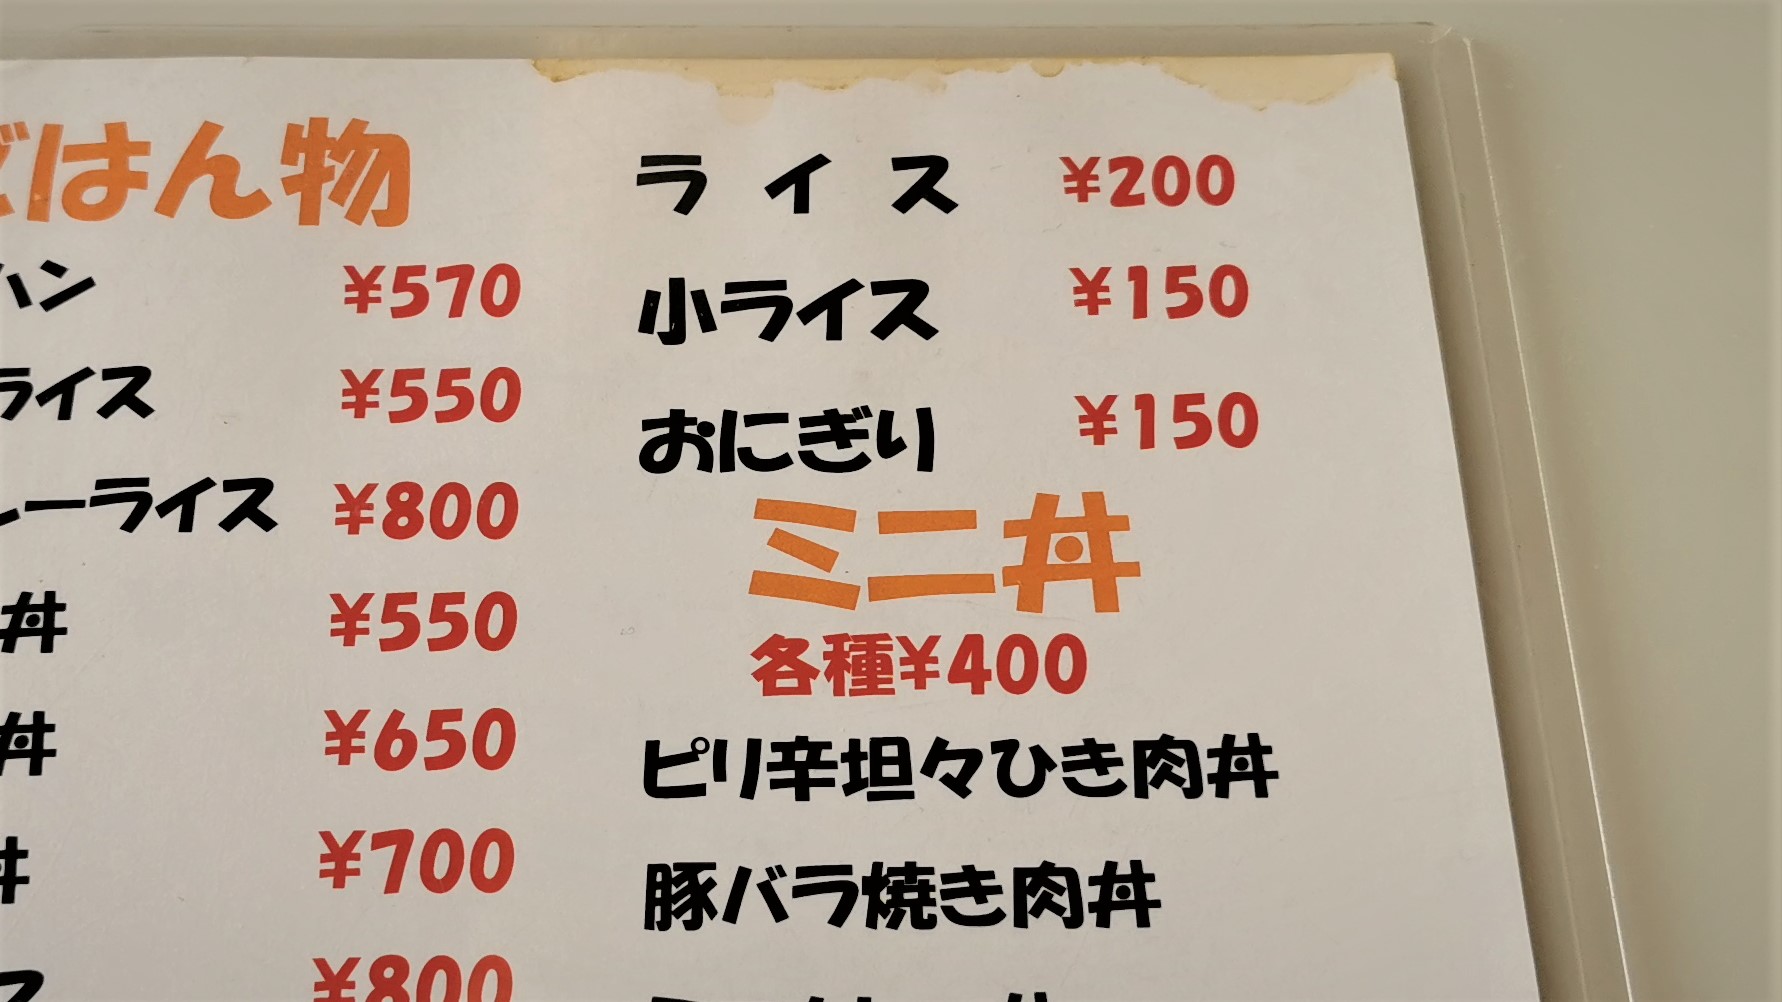 ごはん物
ハン ¥570
ライス ¥550
レーライス ¥800
丼 ¥550
丼 ¥650
丼 ¥700
¥800
ライス ¥200
小ライス ¥150
おにぎり ¥150
ミニ丼
各種¥400
ピリ辛坦々ひき肉丼
豚バラ焼き肉丼